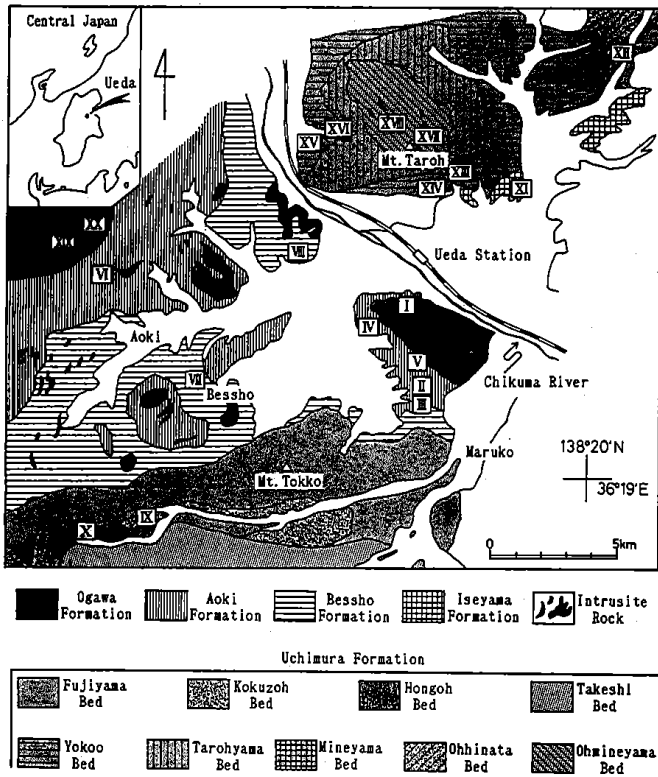 Central Japan
Ueda
XII
XVI
XV
XVII
XVIII
Mt. Taroh
XIII
XIV
XI
XX
XIX
VI
VIII
Ueda Station
I
IV
V
II
III
Aoki
VII
Bessho
Chikuma River
Maruko
138°20'N
36°19'E
Mt. Tokko
IX
X
0 5km
Ogawa Formation
Aoki Formation
Bessho Formation
Iseyama Formation
Intrusite Rock
Uchimura Formation
Fujiyama Bed
Kokuzoh Bed
Hongoh Bed
Takeshi Bed
Yokoo Bed
Tarohyama Bed
Mineyama Bed
Ohhinata Bed
Ohmineyama Bed